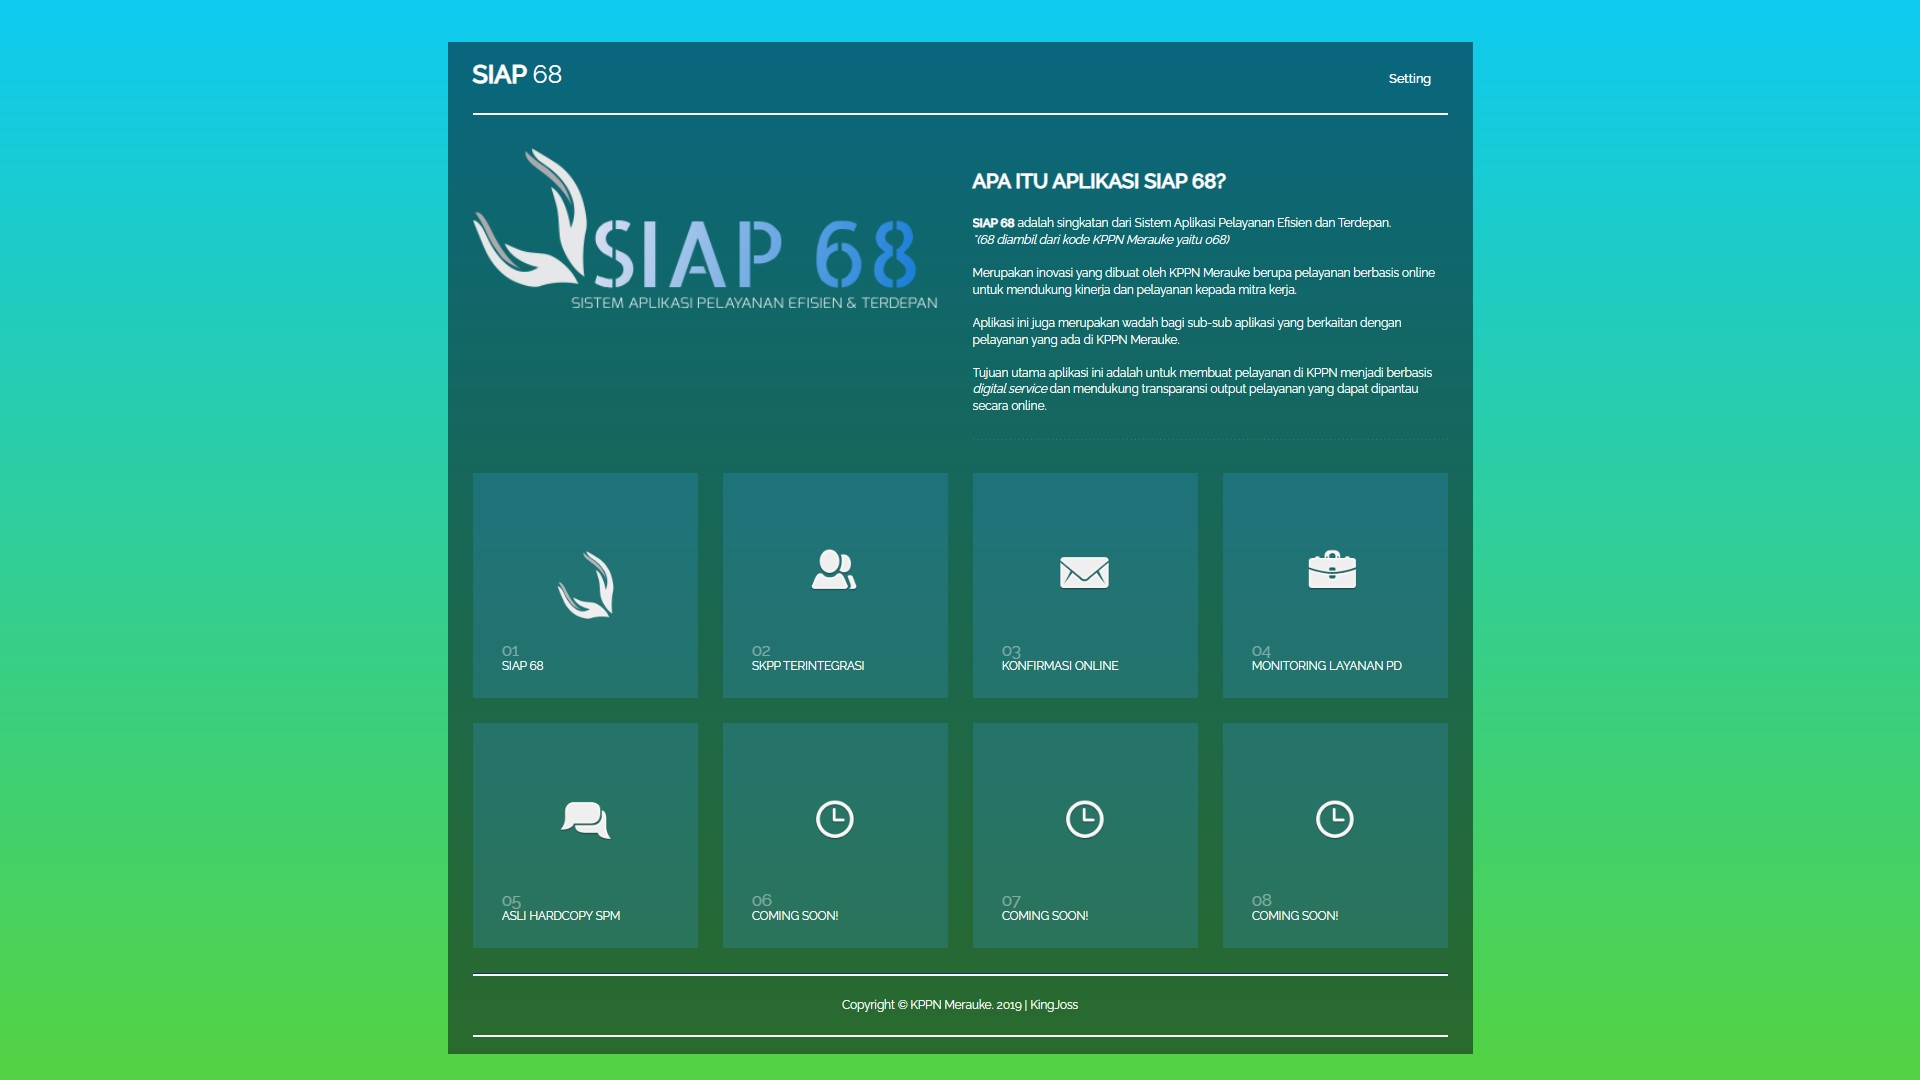 SIAP 68
Setting
SIAP 68
SISTEM APLIKASI PELAYANAN EFISIEN & TERDEPAN
APA ITU APLIKASI SIAP 68?
SIAP 68 adalah singkatan dari Sistem Aplikasi Pelayanan Efisien dan Terdepan.
*(68 diambil dari kode KPPN Merauke yaitu 068)
Merupakan inovasi yang dibuat oleh KPPN Merauke berupa pelayanan berbasis online
untuk mendukung kinerja dan pelayanan kepada mitra kerja.
Aplikasi ini juga merupakan wadah bagi sub-sub aplikasi yang berkaitan dengan
pelayanan yang ada di KPPN Merauke.
Tujuan utama aplikasi ini adalah untuk membuat pelayanan di KPPN menjadi berbasis
digital service dan mendukung transparansi output pelayanan yang dapat dipantau
secara online.
01
SIAP 68
02
SKPP TERINTEGRASI
03
KONFIRMASI ONLINE
04
MONITORING LAYANAN PD
05
ASLI HARDCOPY SPM
06
COMING SOON!
07
COMING SOON!
08
COMING SOON!
Copyright © KPPN Merauke. 2019 | KingJoss